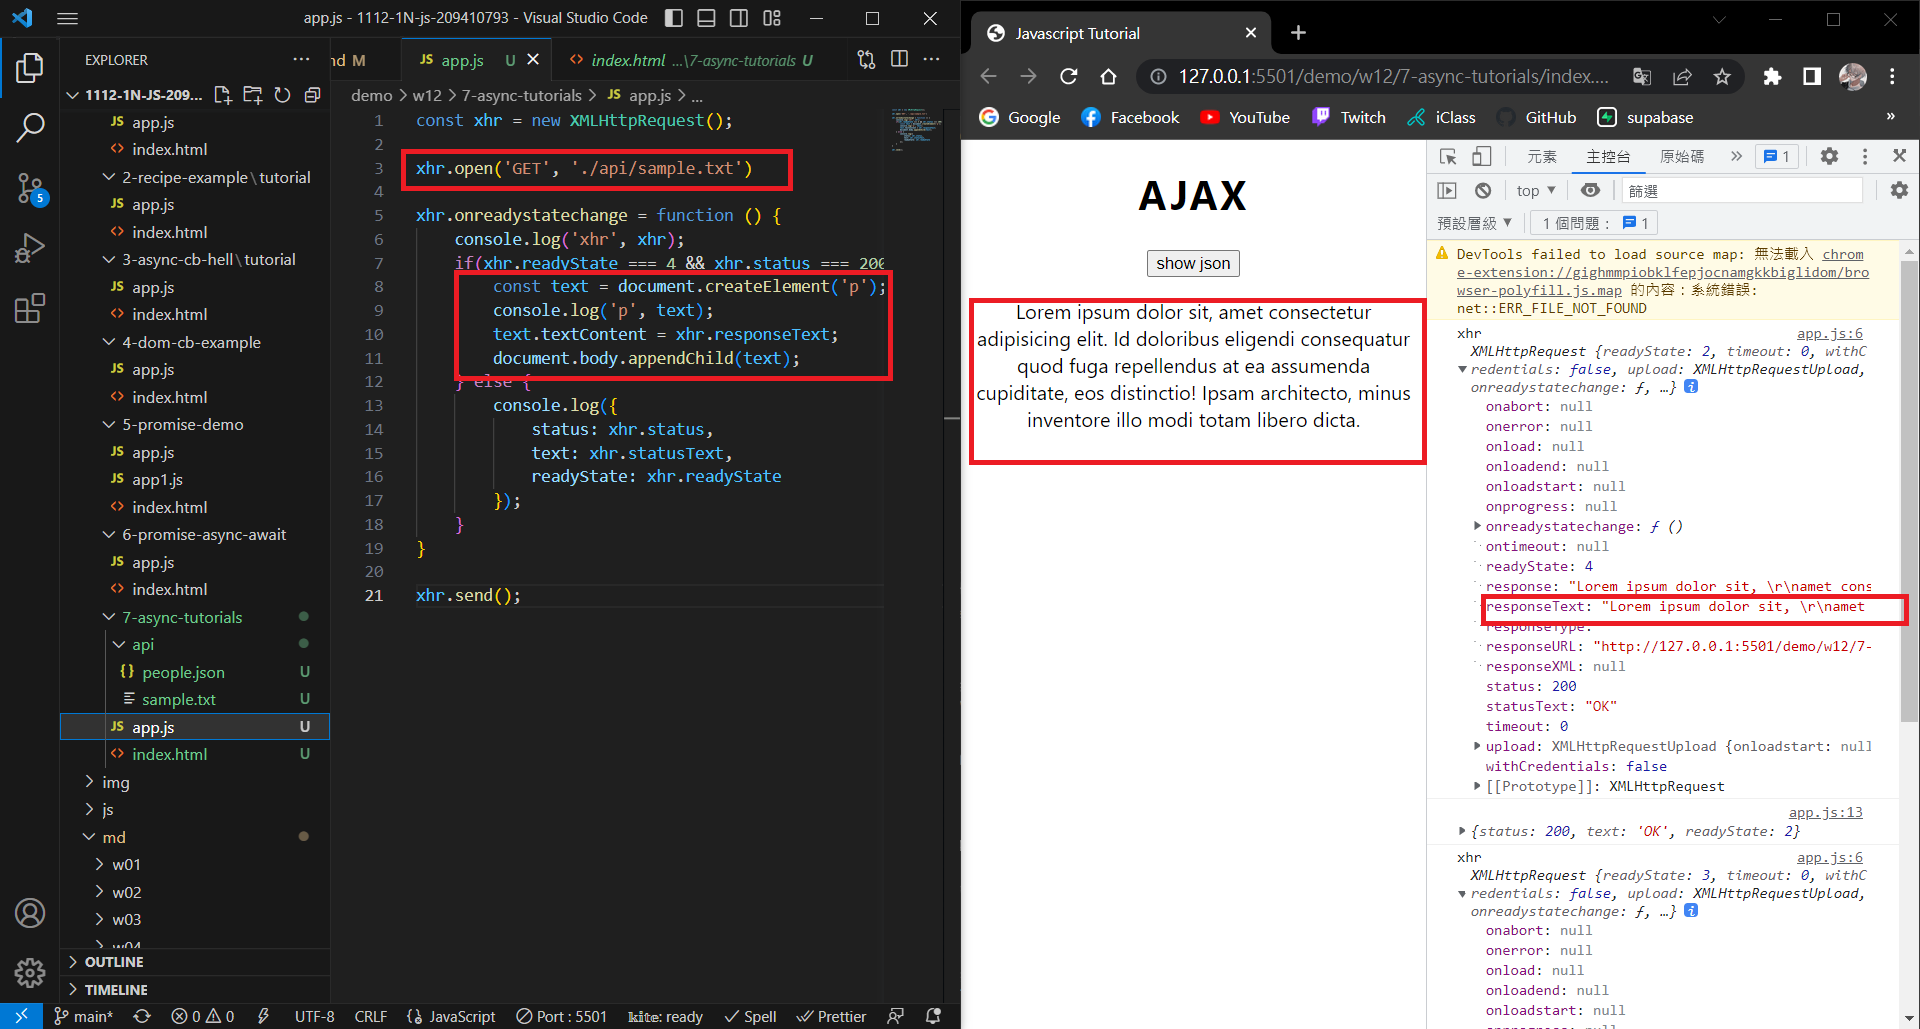 app.js - 1112-1N-js-209410793 - Visual Studio Code
EXPLORER
1112-1N-JS-209...
JS app.js
<> index.html
2-recipe-example\tutorial
JS app.js
<> index.html
3-async-cb-hell\tutorial
JS app.js
<> index.html
4-dom-cb-example
JS app.js
<> index.html
5-promise-demo
JS app.js
JS app1.js
<> index.html
6-promise-async-await
JS app.js
<> index.html
7-async-tutorials
api
{} people.json U
sample.txt U
JS app.js U
<> index.html U
img
js
md
w01
w02
w03
w04
OUTLINE
TIMELINE
5
nd M
JS app.js U
<> index.html ...\7-async-tutorials U
demo > w12 > 7-async-tutorials > JS app.js > ...
1 const xhr = new XMLHttpRequest();
2
3 xhr.open('GET', './api/sample.txt')
4
5 xhr.onreadystatechange = function () {
6 console.log('xhr', xhr);
7 if(xhr.readyState === 4 && xhr.status === 200
8 const text = document.createElement('p');
9 console.log('p', text);
10 text.textContent = xhr.responseText;
11 document.body.appendChild(text);
12 } else {
13 console.log({
14 status: xhr.status,
15 text: xhr.statusText,
16 readyState: xhr.readyState
17 });
18 }
19 }
20
21 xhr.send();
main* 0 0 UTF-8 CRLF {} JavaScript Port : 5501 kite: ready Spell Prettier
Javascript Tutorial
127.0.0.1:5501/demo/w12/7-async-tutorials/index....
Google Facebook YouTube Twitch iClass GitHub supabase »
AJAX
show json
Lorem ipsum dolor sit, amet consectetur
adipisicing elit. Id doloribus eligendi consequatur
quod fuga repellendus at ea assumenda
cupiditate, eos distinctio! Ipsam architecto, minus
inventore illo modi totam libero dicta.
元素 主控台 原始碼 » 1
top 篩選
預設層級 1 個問題： 1
DevTools failed to load source map: 無法載入 chrom
e-extension://gighmmpiobklfepjocnamgkkbiglidom/bro
wser-polyfill.js.map 的內容：系統錯誤:
net::ERR_FILE_NOT_FOUND
xhr app.js:6
XMLHttpRequest {readyState: 2, timeout: 0, withC
redentials: false, upload: XMLHttpRequestUpload,
onreadystatechange: ƒ, …}
onabort: null
onerror: null
onload: null
onloadend: null
onloadstart: null
onprogress: null
onreadystatechange: ƒ ()
ontimeout: null
readyState: 4
response: "Lorem ipsum dolor sit, \r\namet cons
responseText: "Lorem ipsum dolor sit, \r\namet
responseType:
responseURL: "http://127.0.0.1:5501/demo/w12/7-
responseXML: null
status: 200
statusText: "OK"
timeout: 0
upload: XMLHttpRequestUpload {onloadstart: null
withCredentials: false
[[Prototype]]: XMLHttpRequest
app.js:13
{status: 200, text: 'OK', readyState: 2}
xhr app.js:6
XMLHttpRequest {readyState: 3, timeout: 0, withC
redentials: false, upload: XMLHttpRequestUpload,
onreadystatechange: ƒ, …}
onabort: null
onerror: null
onload: null
onloadend: null
onloadstart: null